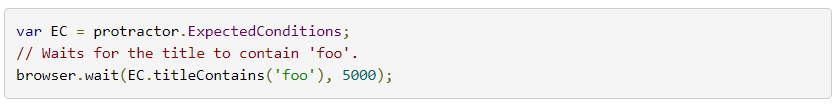 var EC = protractor.ExpectedConditions;
// Waits for the title to contain 'foo'.
browser.wait(EC.titleContains('foo'), 5000);